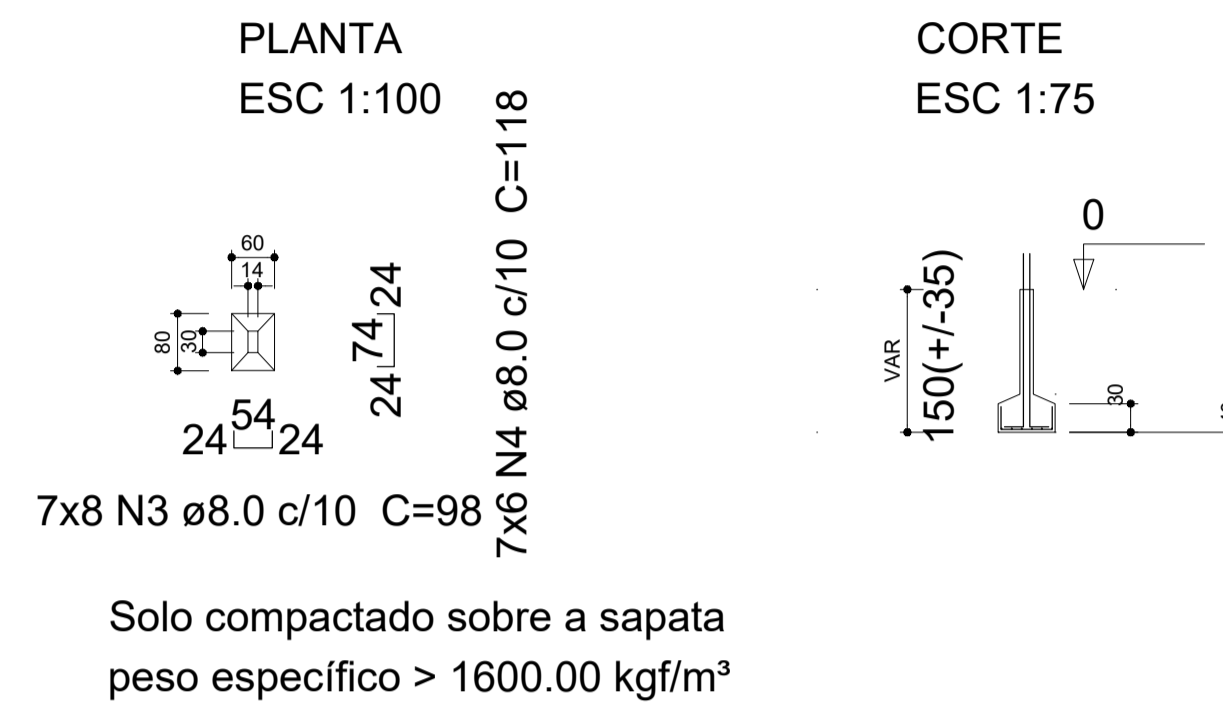 PLANTA
ESC 1:100
60
14
80
30
24 74 24
54
24 24
7x8 N3 ø8.0 c/10 C=98
7x6 N4 ø8.0 c/10 C=118
CORTE
ESC 1:75
0
VAR
150(+/-35)
30
Solo compactado sobre a sapata
peso específico > 1600.00 kgf/m³